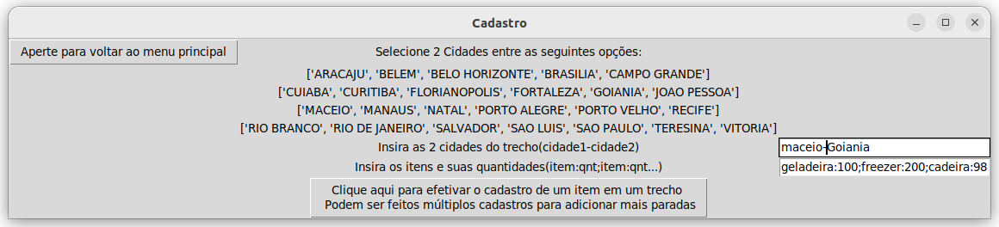 Cadastro
Aperte para voltar ao menu principal
Selecione 2 Cidades entre as seguintes opções:
['ARACAJU', 'BELEM', 'BELO HORIZONTE', 'BRASILIA', 'CAMPO GRANDE']
['CUIABA', 'CURITIBA', 'FLORIANOPOLIS', 'FORTALEZA', 'GOIANIA', 'JOAO PESSOA']
['MACEIO', 'MANAUS', 'NATAL', 'PORTO ALEGRE', 'PORTO VELHO', 'RECIFE']
['RIO BRANCO', 'RIO DE JANEIRO', 'SALVADOR', 'SAO LUIS', 'SAO PAULO', 'TERESINA', 'VITORIA']
Insira as 2 cidades do trecho(cidade1-cidade2)
maceio-Goiania
Insira os itens e suas quantidades(item:qnt;item:qnt...)
geladeira:100;freezer:200;cadeira:98
Clique aqui para efetivar o cadastro de um item em um trecho
Podem ser feitos múltiplos cadastros para adicionar mais paradas